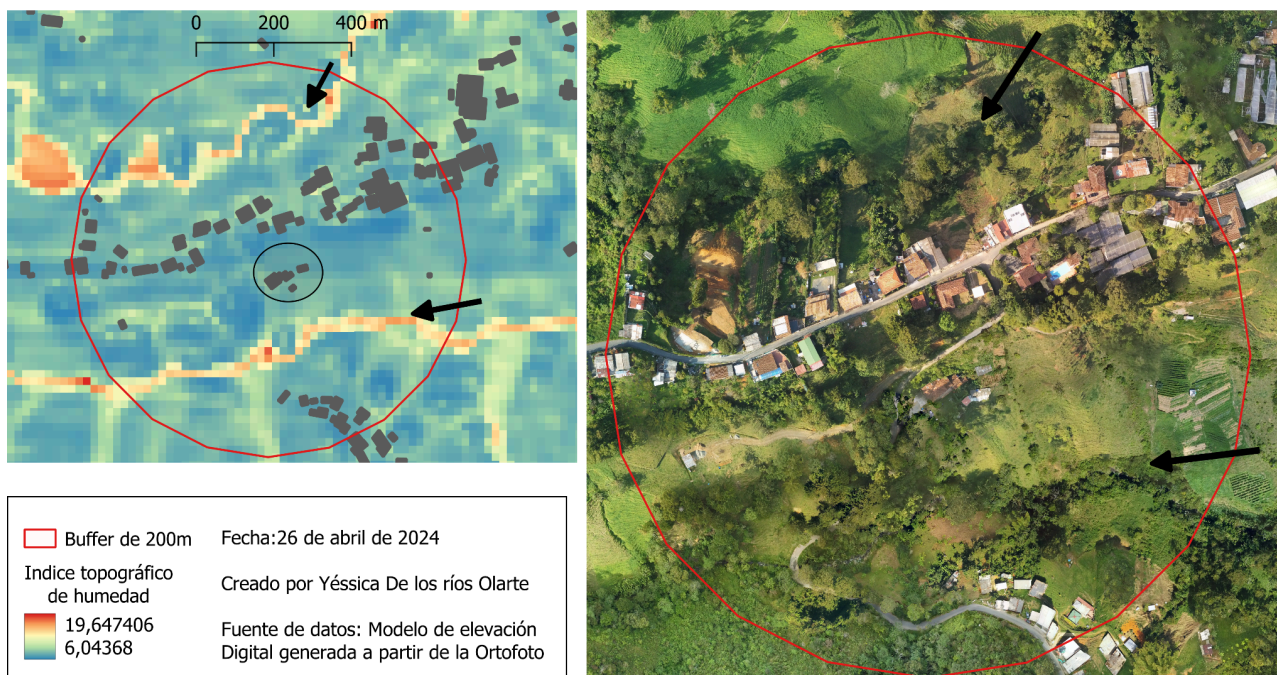 0 200 400 m
Buffer de 200m
Indice topográfico
de humedad
19,647406
6,04368
Fecha:26 de abril de 2024
Creado por Yéssica De los ríos Olarte
Fuente de datos: Modelo de elevación
Digital generada a partir de la Ortofoto